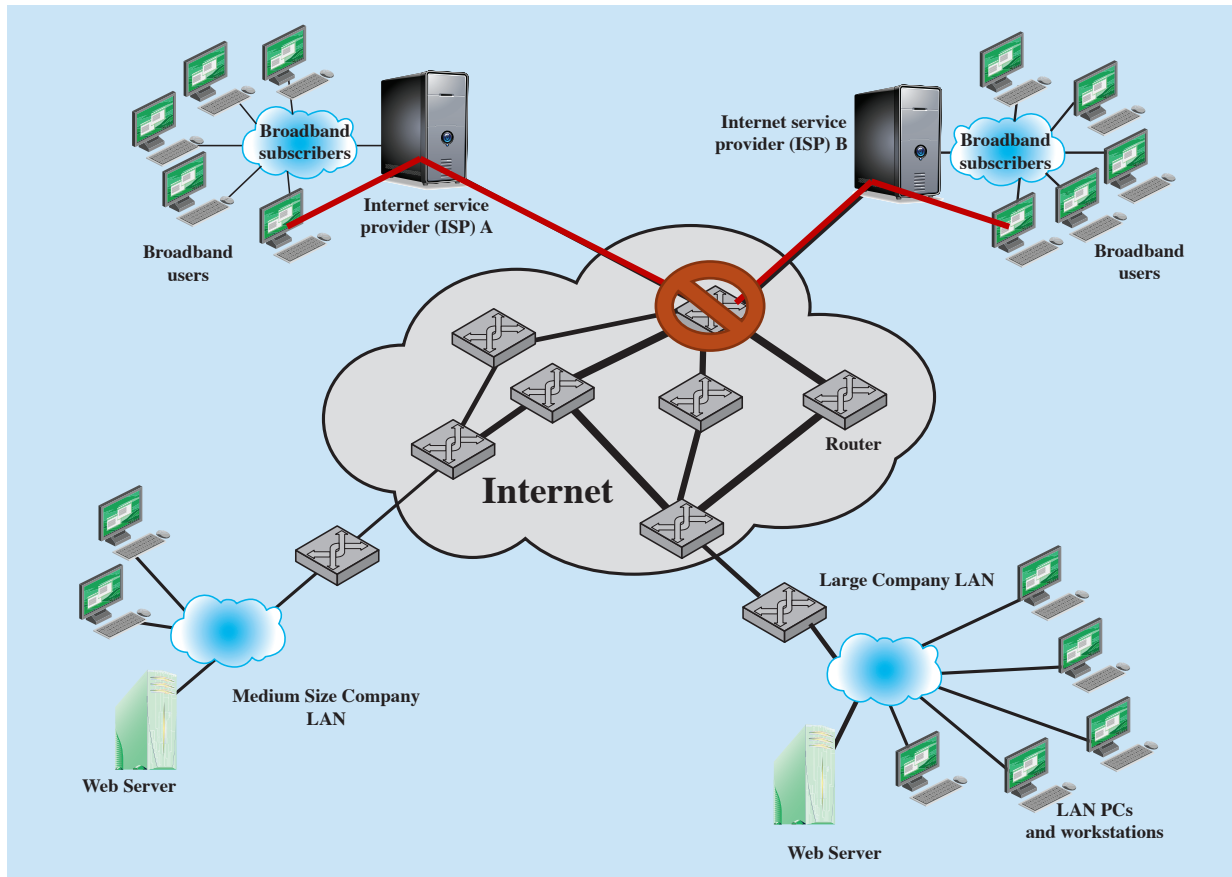 Broadband
subscribers
Internet service
provider (ISP) A
Broadband
users
Internet service
provider (ISP) B
Broadband
subscribers
Broadband
users
Router
Internet
Large Company LAN
Medium Size Company
LAN
Web Server
LAN PCs
and workstations
Web Server